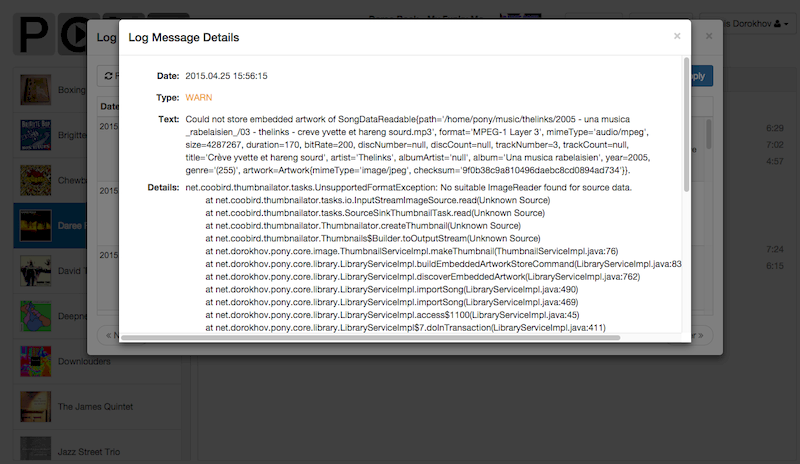 PO
is Dorokhov
Log
Log Message Details
×
×
Re
pply
Date: 2015.04.25 15:56:15
Type: WARN
Text: Could not store embedded artwork of SongDataReadable{path='/home/pony/music/thelinks/2005 - una musica
_rabelaisien_/03 - thelinks - creve yvette et hareng sourd.mp3', format='MPEG-1 Layer 3', mimeType='audio/mpeg',
size=4287267, duration=170, bitRate=200, discNumber=null, discCount=null, trackNumber=3, trackCount=null,
title='Crève yvette et hareng sourd', artist='Thelinks', albumArtist='null', album='Una musica rabelaisien', year=2005,
genre='(255)', artwork=Artwork{mimeType='image/jpeg', checksum='9f0b38c9a810496daebc8cd0894ad734'}}.
Details: net.coobird.thumbnailator.tasks.UnsupportedFormatException: No suitable ImageReader found for source data.
at net.coobird.thumbnailator.tasks.io.InputStreamImageSource.read(Unknown Source)
at net.coobird.thumbnailator.tasks.SourceSinkThumbnailTask.read(Unknown Source)
at net.coobird.thumbnailator.Thumbnailator.createThumbnail(Unknown Source)
at net.coobird.thumbnailator.Thumbnails$Builder.toOutputStream(Unknown Source)
at net.dorokhov.pony.core.image.ThumbnailServiceImpl.makeThumbnail(ThumbnailServiceImpl.java:76)
at net.dorokhov.pony.core.library.LibraryServiceImpl.buildEmbeddedArtworkStoreCommand(LibraryServiceImpl.java:83
at net.dorokhov.pony.core.library.LibraryServiceImpl.discoverEmbeddedArtwork(LibraryServiceImpl.java:762)
at net.dorokhov.pony.core.library.LibraryServiceImpl.importSong(LibraryServiceImpl.java:490)
at net.dorokhov.pony.core.library.LibraryServiceImpl.importSong(LibraryServiceImpl.java:469)
at net.dorokhov.pony.core.library.LibraryServiceImpl.access$1100(LibraryServiceImpl.java:45)
at net.dorokhov.pony.core.library.LibraryServiceImpl$7.doInTransaction(LibraryServiceImpl.java:411)
Date
2015
2015
2015
« N
er »
Boxing
Brigitte
Chewb
Daree F
David T
Deepne
Downlouders
The James Quintet
Jazz Street Trio
6:29
7:02
4:57
7:24
6:15